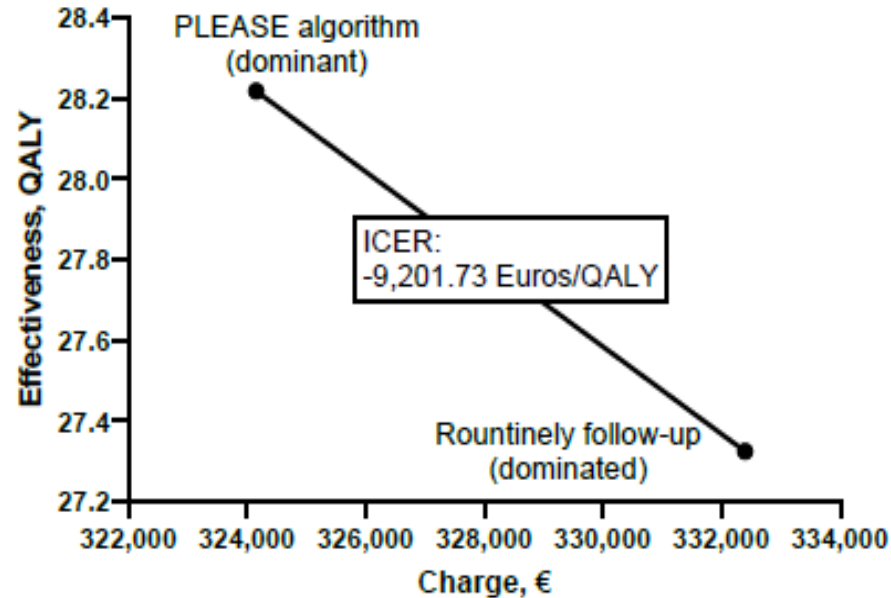 28.4
28.2
28.0
27.8
27.6
27.4
27.2
Effectiveness, QALY
PLEASE algorithm
(dominant)
ICER:
-9,201.73 Euros/QALY
Rountinely follow-up
(dominated)
322,000 324,000 326,000 328,000 330,000 332,000 334,000
Charge, €